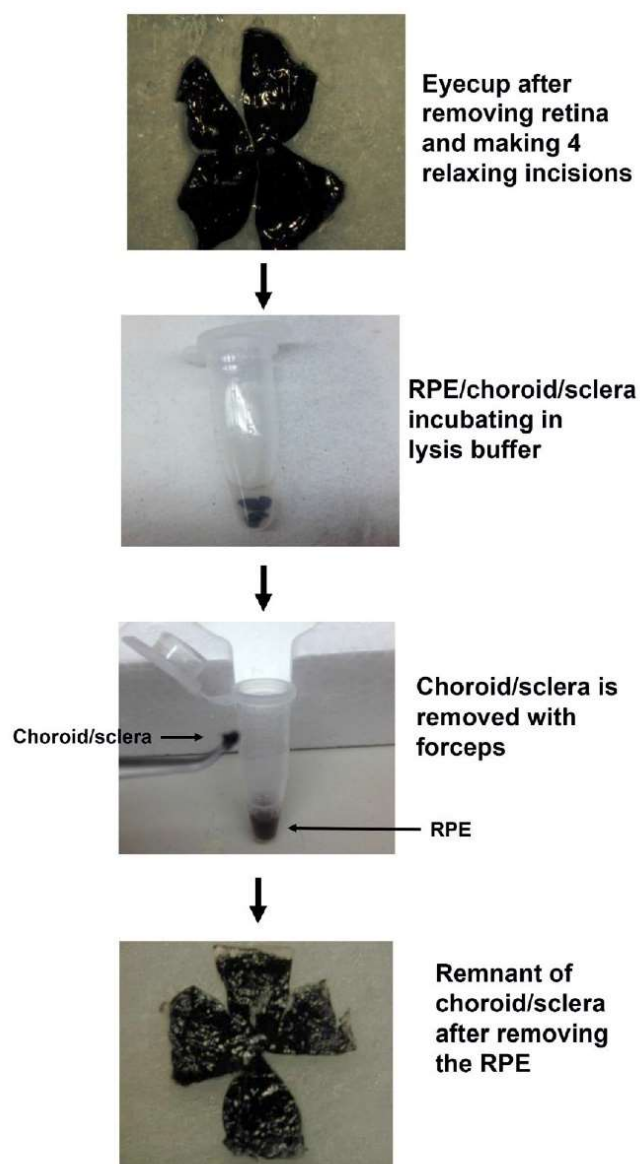 Eyecup after
removing retina
and making 4
relaxing incisions
RPE/choroid/sclera
incubating in
lysis buffer
Choroid/sclera is
removed with
forceps
Choroid/sclera
RPE
Remnant of
choroid/sclera
after removing
the RPE